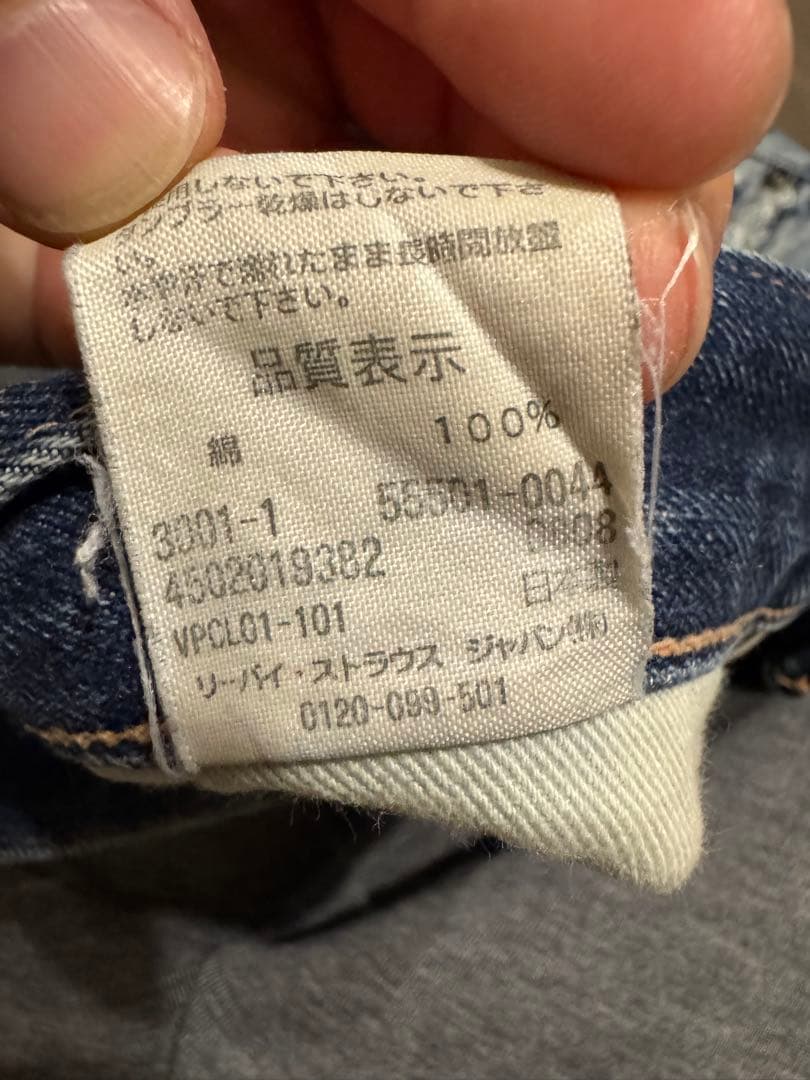 用しないで下さい。
タンブラー乾燥はしないで下さ
い。
で濡れたまま長時間放置
しないで下さい。
品質表示
綿 100%
3001-1 55501-0044
4502019382
日本製
VPCL01-101
リーバイ・ストラウス ジャパン(株)
0120-099-501